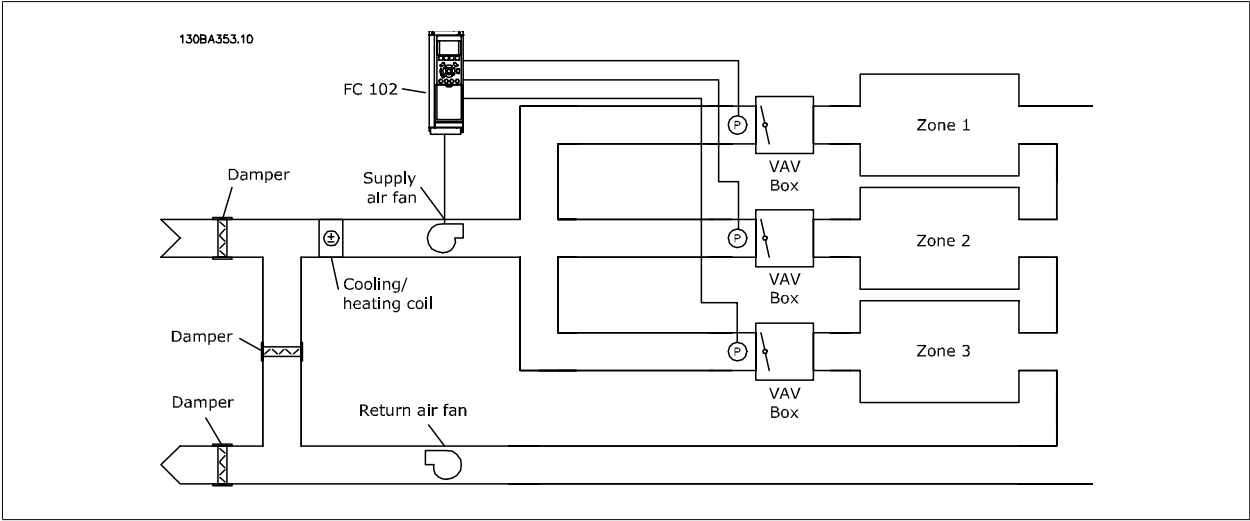 130BA353.10
FC 102
P
Zone 1
VAV
Box
Damper
Supply
air fan
P
Zone 2
VAV
Box
Cooling/
heating coil
Damper
P
Zone 3
VAV
Box
Damper
Return air fan